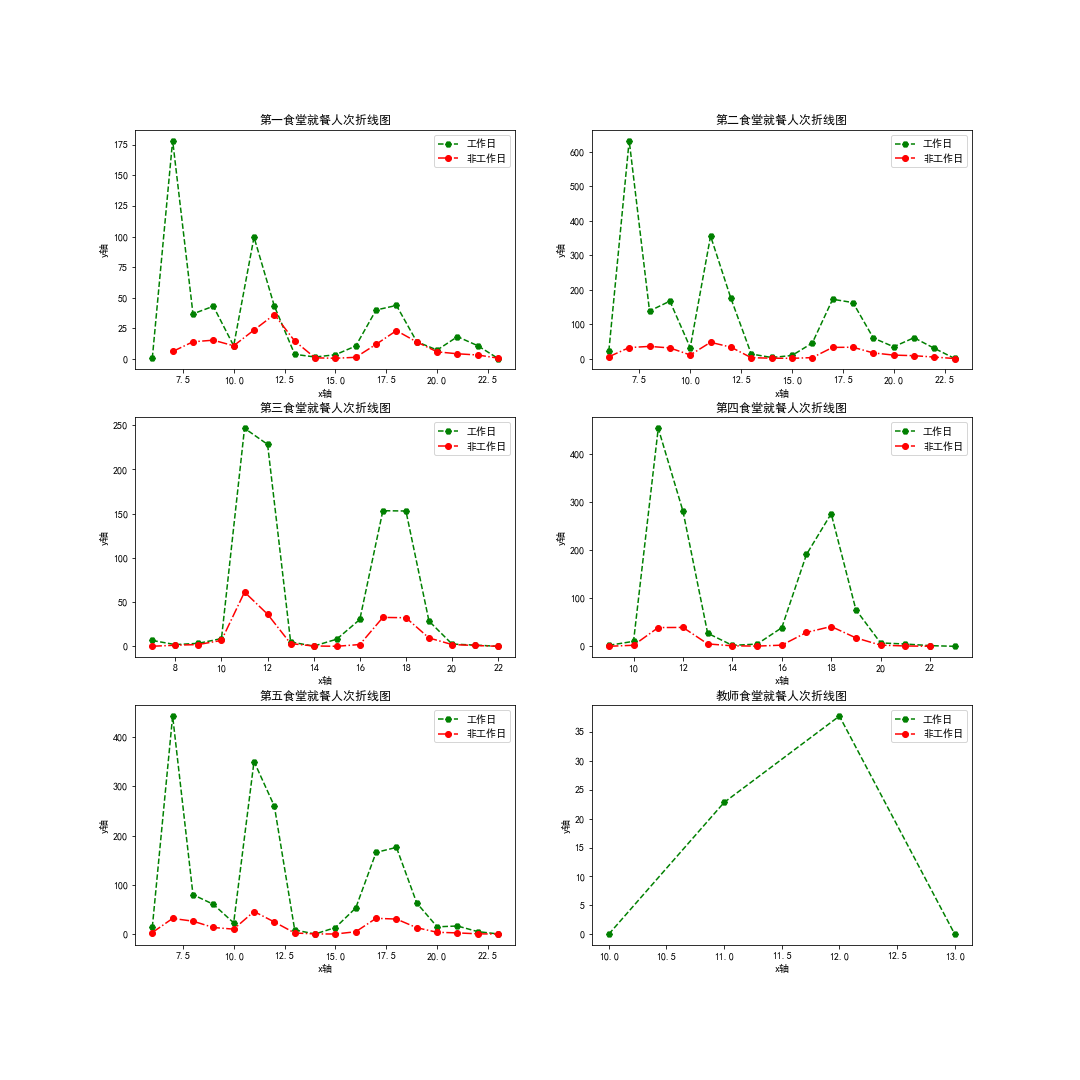 第一食堂就餐人次折线图
工作日
非工作日
175
150
125
100
75
50
25
0
y轴
7.5 10.0 12.5 15.0 17.5 20.0 22.5
x轴
第二食堂就餐人次折线图
工作日
非工作日
600
500
400
300
200
100
0
y轴
7.5 10.0 12.5 15.0 17.5 20.0 22.5
x轴
第三食堂就餐人次折线图
工作日
非工作日
250
200
150
100
50
0
y轴
8 10 12 14 16 18 20 22
x轴
第四食堂就餐人次折线图
工作日
非工作日
400
300
200
100
0
y轴
10 12 14 16 18 20 22
x轴
第五食堂就餐人次折线图
工作日
非工作日
400
300
200
100
0
y轴
7.5 10.0 12.5 15.0 17.5 20.0 22.5
x轴
教师食堂就餐人次折线图
工作日
非工作日
35
30
25
20
15
10
5
0
y轴
10.0 10.5 11.0 11.5 12.0 12.5 13.0
x轴